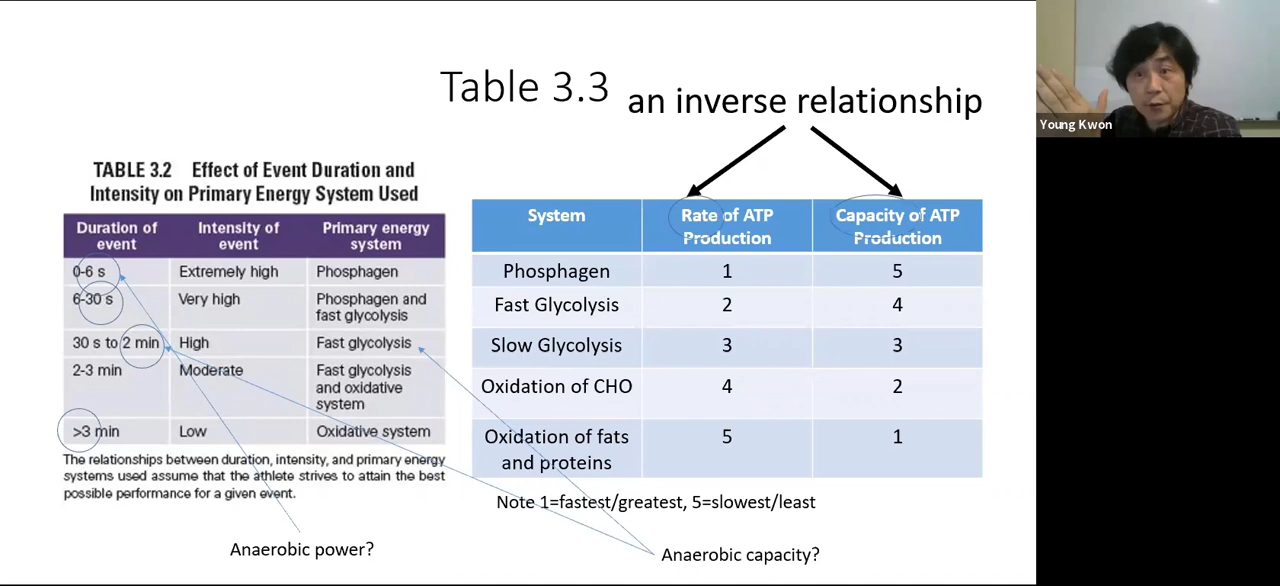 Table 3.3
an inverse relationship
Young Kwon
TABLE 3.2 Effect of Event Duration and
Intensity on Primary Energy System Used
Duration of event Intensity of event Primary energy system
0-6 s Extremely high Phosphagen
6-30 s Very high Phosphagen and fast glycolysis
30 s to 2 min High Fast glycolysis
2-3 min Moderate Fast glycolysis and oxidative system
>3 min Low Oxidative system
The relationships between duration, intensity, and primary energy
systems used assume that the athlete strives to attain the best
possible performance for a given event.
System Rate of ATP Production Capacity of ATP Production
Phosphagen 1 5
Fast Glycolysis 2 4
Slow Glycolysis 3 3
Oxidation of CHO 4 2
Oxidation of fats and proteins 5 1
Note 1=fastest/greatest, 5=slowest/least
Anaerobic power?
Anaerobic capacity?